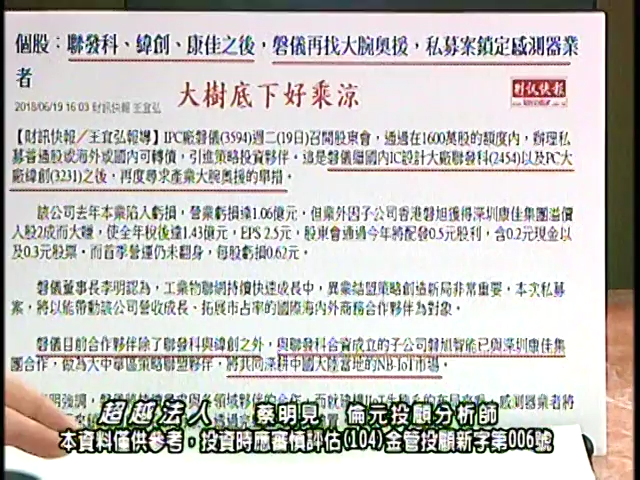 個股：聯發科、緯創、康佳之後，磐儀再找大腕奧援，私募案鎖定感測器業
者
大樹底下好乘涼
財訊快報
2018/06/19 16:03 財訊快報 王宜弘
【財訊快報／王宜弘報導】IPC廠磐儀(3594)週二(19日)召開股東會，通過在1600萬股的額度內，辦理私
募普通股或海外或國內可轉債，引進策略投資夥伴。這是磐儀繼國內IC設計大廠聯發科(2454)以及PC大
廠緯創(3231)之後，再度尋求產業大腕奧援的舉措。
該公司去年本業陷入虧損，營業虧損達1.06億元，但業外因子公司香港磐旭獲得深圳康佳集團溢價
入股2成而大賺，使全年稅後達1.43億元，EPS 2.5元，股東會通過今年將配發0.5元股利，含0.2元現金以
及0.3元股票。而首季營運仍未翻身，每股虧損0.62元。
磐儀董事長李明認為，工業物聯網持續快速成長中，異業結盟策略創造新局非常重要，本次私募
案，將以能帶動該公司營收成長、拓展市占率的國際海內外商務合作夥伴為對象。
磐儀目前合作夥伴除了聯發科與緯創之外，與聯發科合資成立的子公司磐旭智能已與深圳康佳集
團合作，做為大中華區策略聯盟夥伴，將共同深耕中國大陸當地的NB-IoT市場。
明強調，
領域夥伴的合作，
感測器業者將
超越法人 蔡明見 倫元投顧分析師
本資料僅供參考，投資時應審慎評估(104)金管投顧新字第006號